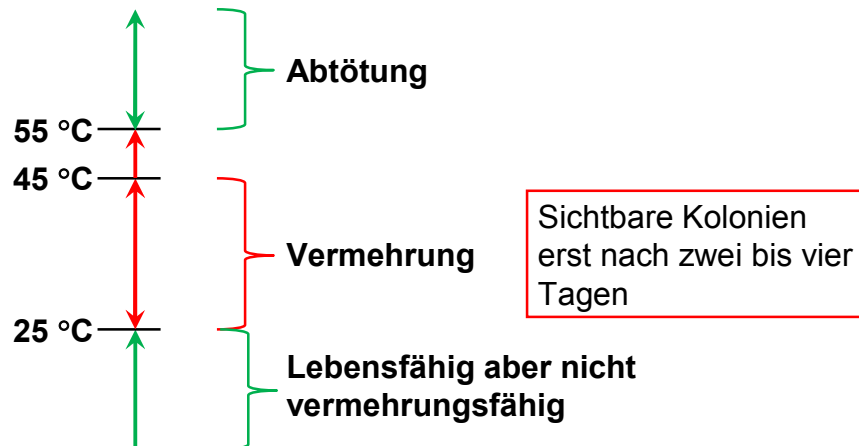 Abtötung
55 °C
45 °C
Vermehrung
Sichtbare Kolonien
erst nach zwei bis vier
Tagen
25 °C
Lebensfähig aber nicht
vermehrungsfähig